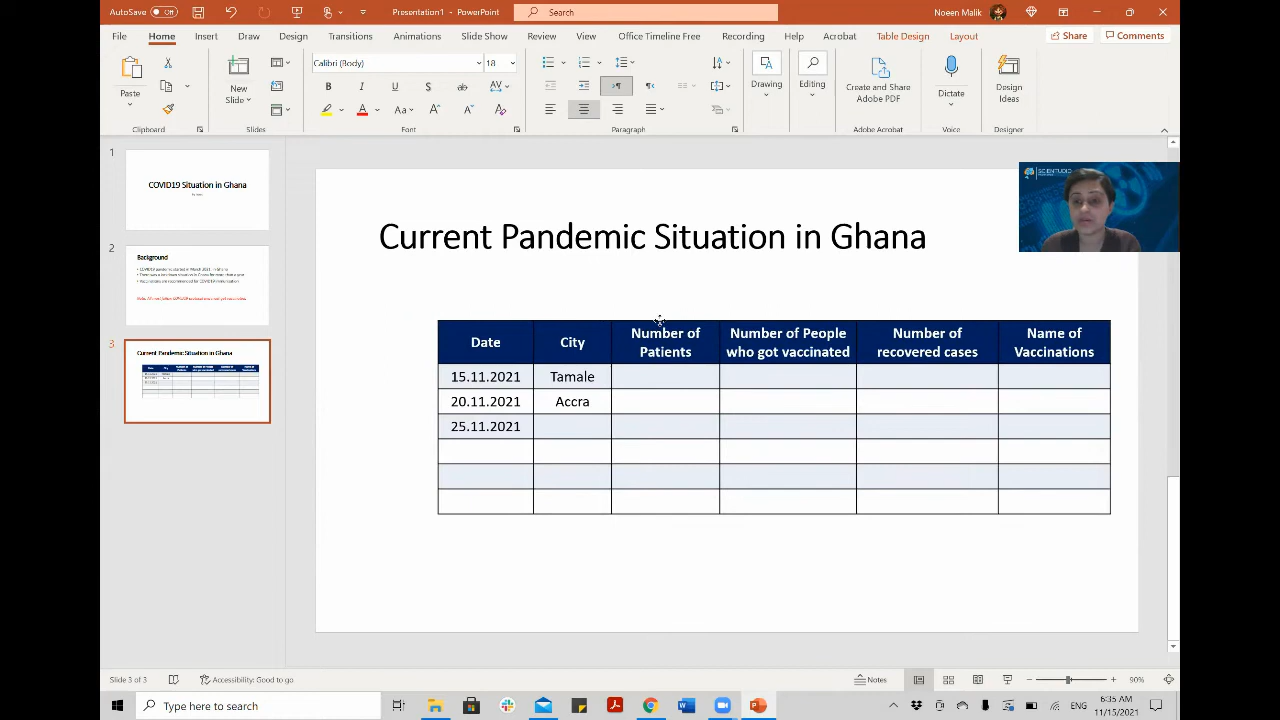 AutoSave Off
Presentation1 - PowerPoint
Search
Noeen Malik
File Home Insert Draw Design Transitions Animations Slide Show Review View Office Timeline Free Recording Help Acrobat Table Design Layout
Share Comments
Paste
New
Slide
Calibri (Body) 18
Drawing
Editing
Create and Share
Adobe PDF
Dictate
Design
Ideas
Clipboard Slides Font Paragraph Adobe Acrobat Voice Designer
1
COVID19 Situation in Ghana
2
Background
3
Current Pandemic Situation in Ghana
SCIENTUDIO
Current Pandemic Situation in Ghana
Date City Number of Patients Number of People who got vaccinated Number of recovered cases Name of Vaccinations
15.11.2021 Tamale
20.11.2021 Accra
25.11.2021
Slide 3 of 3
Accessibility: Good to go
Notes
90%
Type here to search
ENG
6:35 AM
11/15/2021